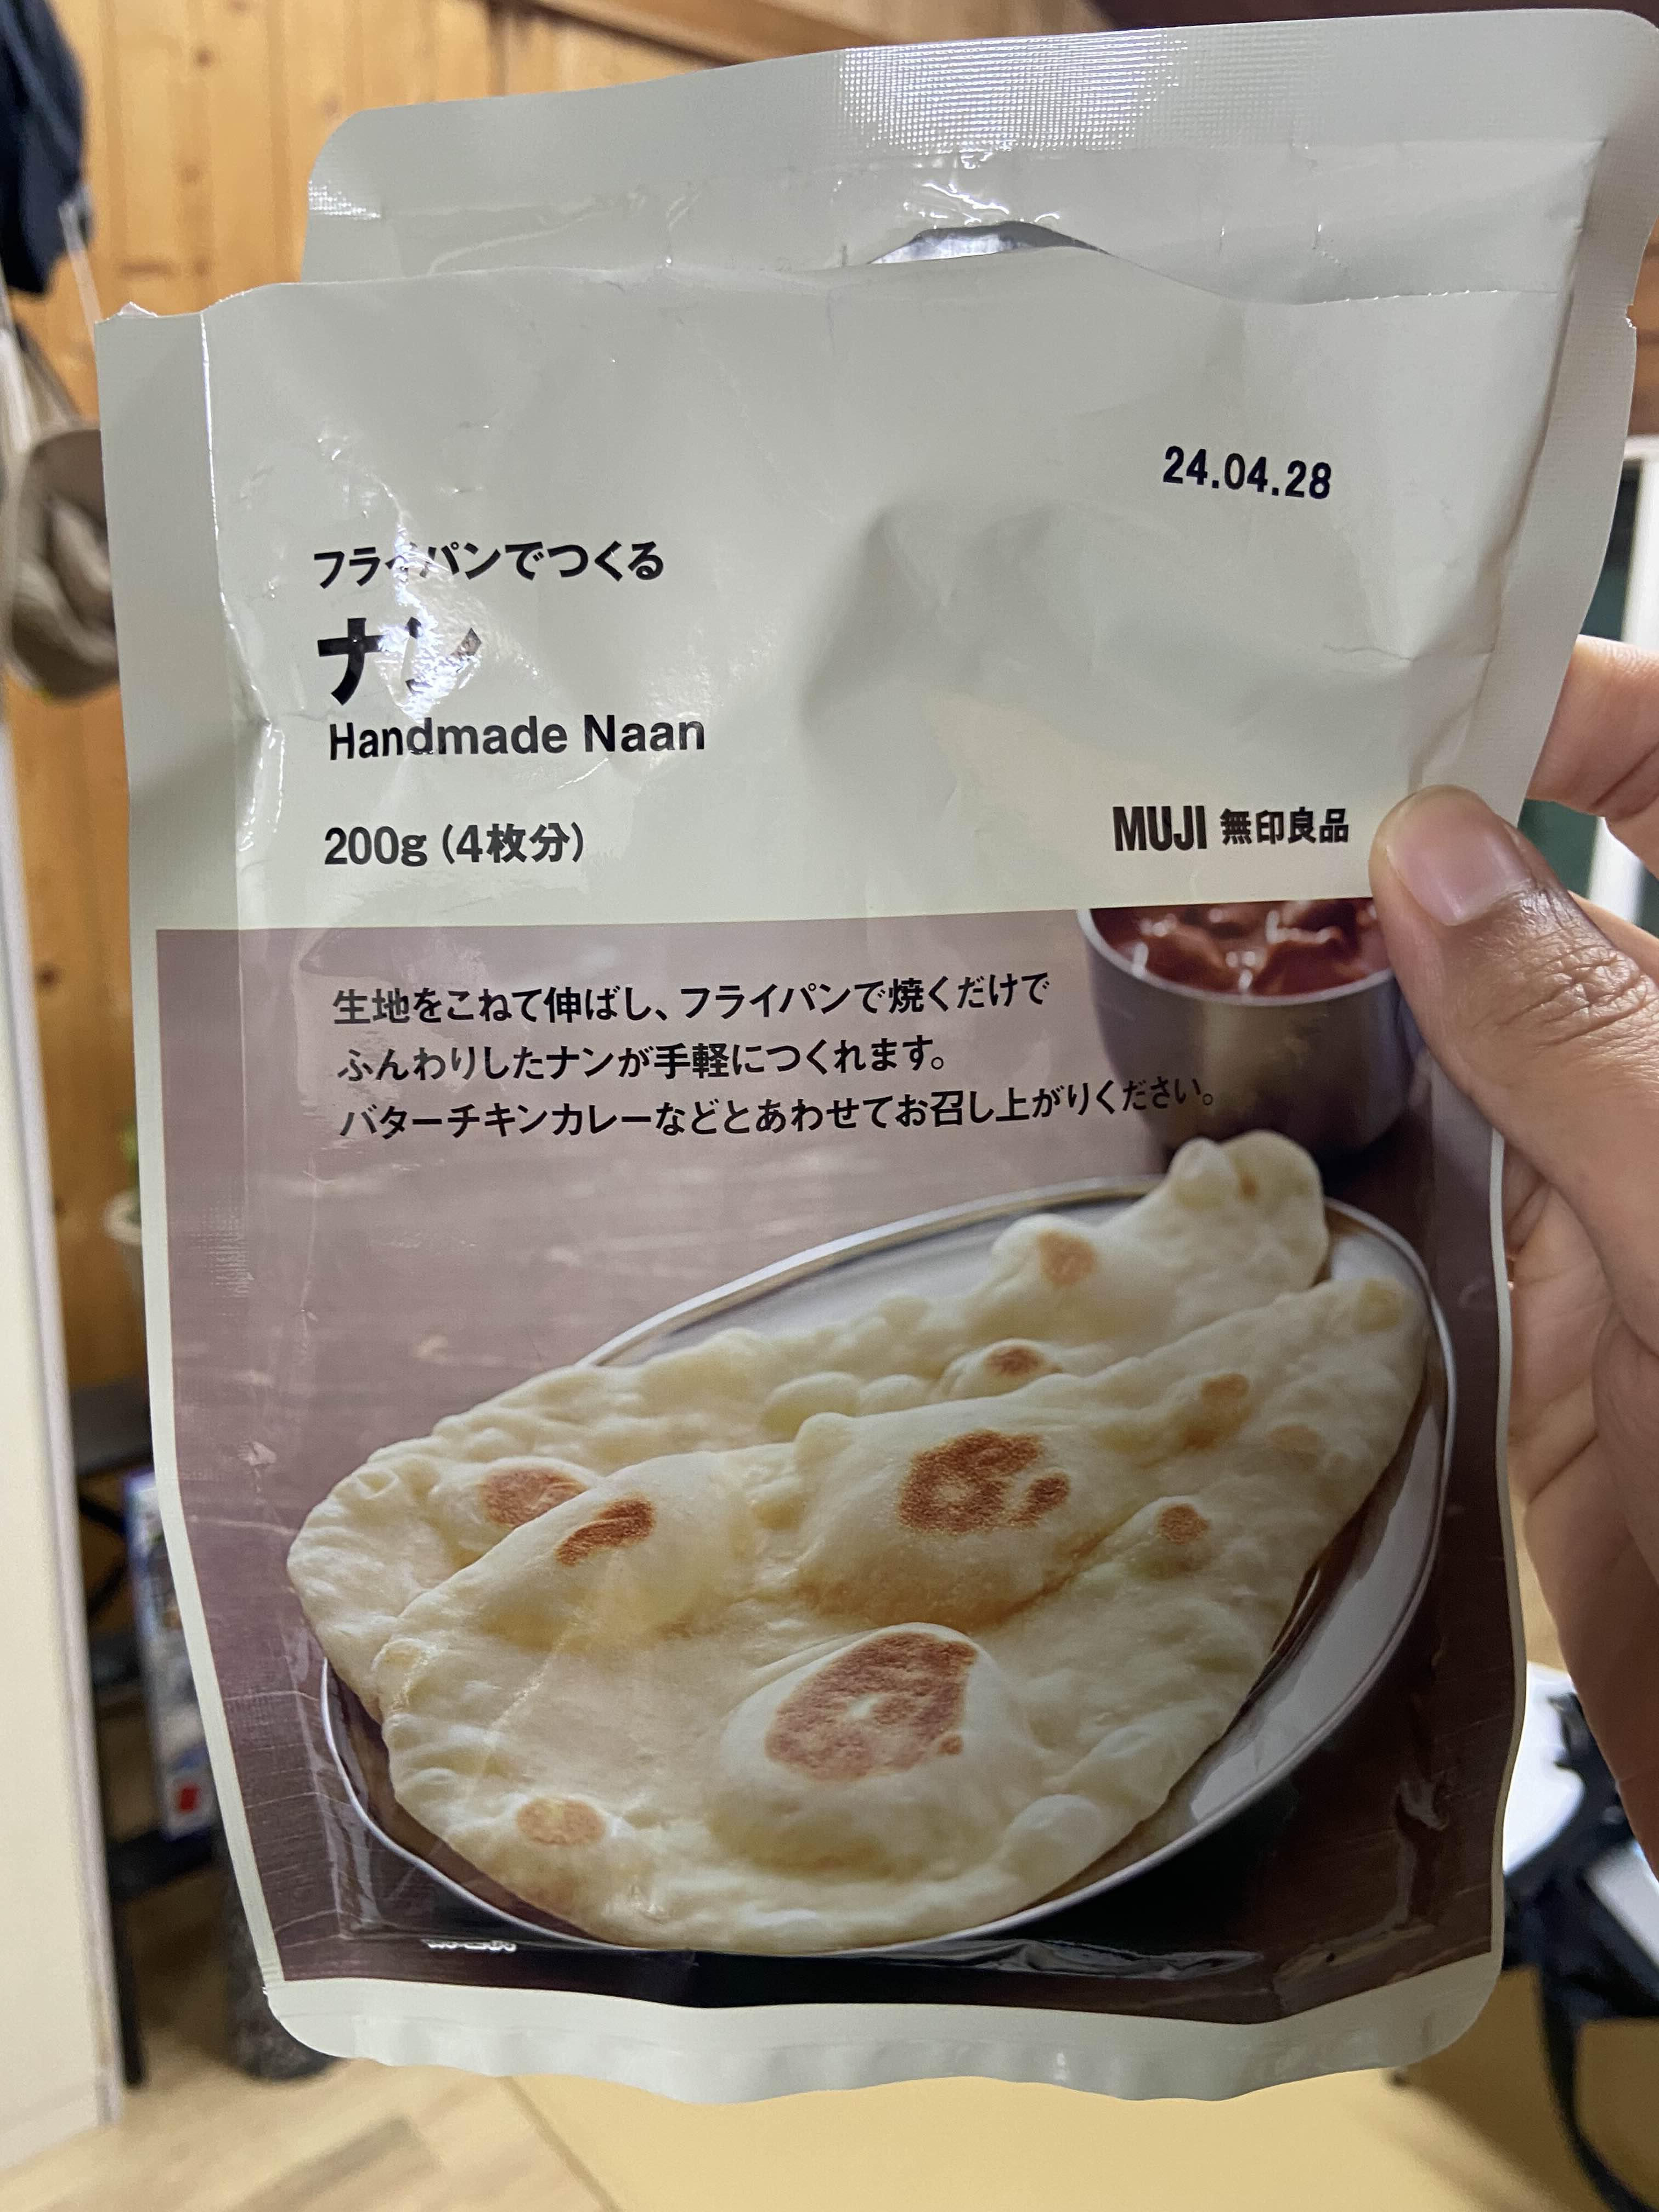 24.04.28
フライパンでつくる
ナン
Handmade Naan
200g (4枚分)
MUJI 無印良品
生地をこねて伸ばし、フライパンで焼くだけで
ふんわりしたナンが手軽につくれます。
バターチキンカレーなどとあわせてお召し上がりください。